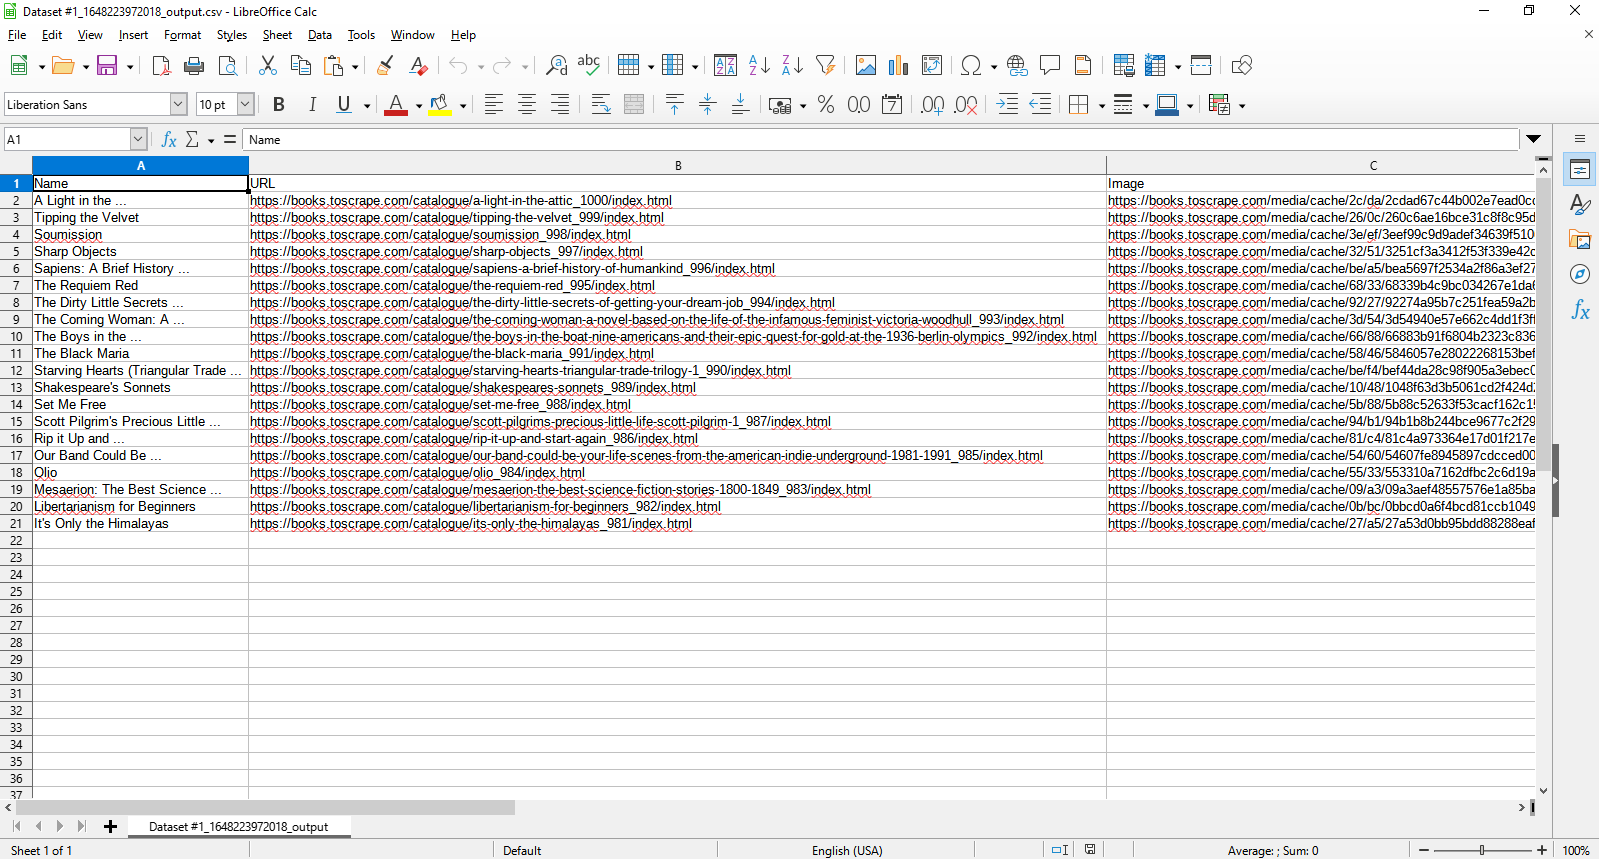 Dataset #1_1648223972018_output.csv - LibreOffice Calc
File Edit View Insert Format Styles Sheet Data Tools Window Help
Liberation Sans 10 pt
A1 Name
A B C
1 Name URL Image
2 A Light in the ... https://books.toscrape.com/catalogue/a-light-in-the-attic_1000/index.html https://books.toscrape.com/media/cache/2c/da/2cdad67c44b002e7ead0cc
3 Tipping the Velvet https://books.toscrape.com/catalogue/tipping-the-velvet_999/index.html https://books.toscrape.com/media/cache/26/0c/260c6ae16bce31c8f8c95d
4 Soumission https://books.toscrape.com/catalogue/soumission_998/index.html https://books.toscrape.com/media/cache/3e/ef/3eef99c9d9adef34639f510
5 Sharp Objects https://books.toscrape.com/catalogue/sharp-objects_997/index.html https://books.toscrape.com/media/cache/32/51/3251cf3a3412f53f339e42c
6 Sapiens: A Brief History ... https://books.toscrape.com/catalogue/sapiens-a-brief-history-of-humankind_996/index.html https://books.toscrape.com/media/cache/be/a5/bea5697f2534a2f86a3ef27
7 The Requiem Red https://books.toscrape.com/catalogue/the-requiem-red_995/index.html https://books.toscrape.com/media/cache/68/33/68339b4c9bc034267e1da6
8 The Dirty Little Secrets ... https://books.toscrape.com/catalogue/the-dirty-little-secrets-of-getting-your-dream-job_994/index.html https://books.toscrape.com/media/cache/92/27/92274a95b7c251fea59a2b
9 The Coming Woman: A ... https://books.toscrape.com/catalogue/the-coming-woman-a-novel-based-on-the-life-of-the-infamous-feminist-victoria-woodhull_993/index.html https://books.toscrape.com/media/cache/3d/54/3d54940e57e662c4dd1f3ff
10 The Boys in the ... https://books.toscrape.com/catalogue/the-boys-in-the-boat-nine-americans-and-their-epic-quest-for-gold-at-the-1936-berlin-olympics_992/index.html https://books.toscrape.com/media/cache/66/88/66883b91f6804b2323c836
11 The Black Maria https://books.toscrape.com/catalogue/the-black-maria_991/index.html https://books.toscrape.com/media/cache/58/46/5846057e28022268153bef
12 Starving Hearts (Triangular Trade ... https://books.toscrape.com/catalogue/starving-hearts-triangular-trade-trilogy-1_990/index.html https://books.toscrape.com/media/cache/be/f4/bef44da28c98f905a3ebec0
13 Shakespeare's Sonnets https://books.toscrape.com/catalogue/shakespeares-sonnets_989/index.html https://books.toscrape.com/media/cache/10/48/1048f63d3b5061cd2f424d
14 Set Me Free https://books.toscrape.com/catalogue/set-me-free_988/index.html https://books.toscrape.com/media/cache/5b/88/5b88c52633f53cacf162c15
15 Scott Pilgrim's Precious Little ... https://books.toscrape.com/catalogue/scott-pilgrims-precious-little-life-scott-pilgrim-1_987/index.html https://books.toscrape.com/media/cache/94/b1/94b1b8b244bce9677c2f29
16 Rip it Up and ... https://books.toscrape.com/catalogue/rip-it-up-and-start-again_986/index.html https://books.toscrape.com/media/cache/81/c4/81c4a973364e17d01f217e
17 Our Band Could Be ... https://books.toscrape.com/catalogue/our-band-could-be-your-life-scenes-from-the-american-indie-underground-1981-1991_985/index.html https://books.toscrape.com/media/cache/54/60/54607fe8945897cdcced00
18 Olio https://books.toscrape.com/catalogue/olio_984/index.html https://books.toscrape.com/media/cache/55/33/553310a7162dfbc2c6d19a
19 Mesaerion: The Best Science ... https://books.toscrape.com/catalogue/mesaerion-the-best-science-fiction-stories-1800-1849_983/index.html https://books.toscrape.com/media/cache/09/a3/09a3aef48557576e1a85ba
20 Libertarianism for Beginners https://books.toscrape.com/catalogue/libertarianism-for-beginners_982/index.html https://books.toscrape.com/media/cache/0b/bc/0bbcd0a6f4bcd81ccb1049
21 It's Only the Himalayas https://books.toscrape.com/catalogue/its-only-the-himalayas_981/index.html https://books.toscrape.com/media/cache/27/a5/27a53d0bb95bdd88288eaf
22
23
24
25
26
27
28
29
30
31
32
33
34
35
36
37
Dataset #1_1648223972018_output
Sheet 1 of 1 Default English (USA) Average: ; Sum: 0 100%